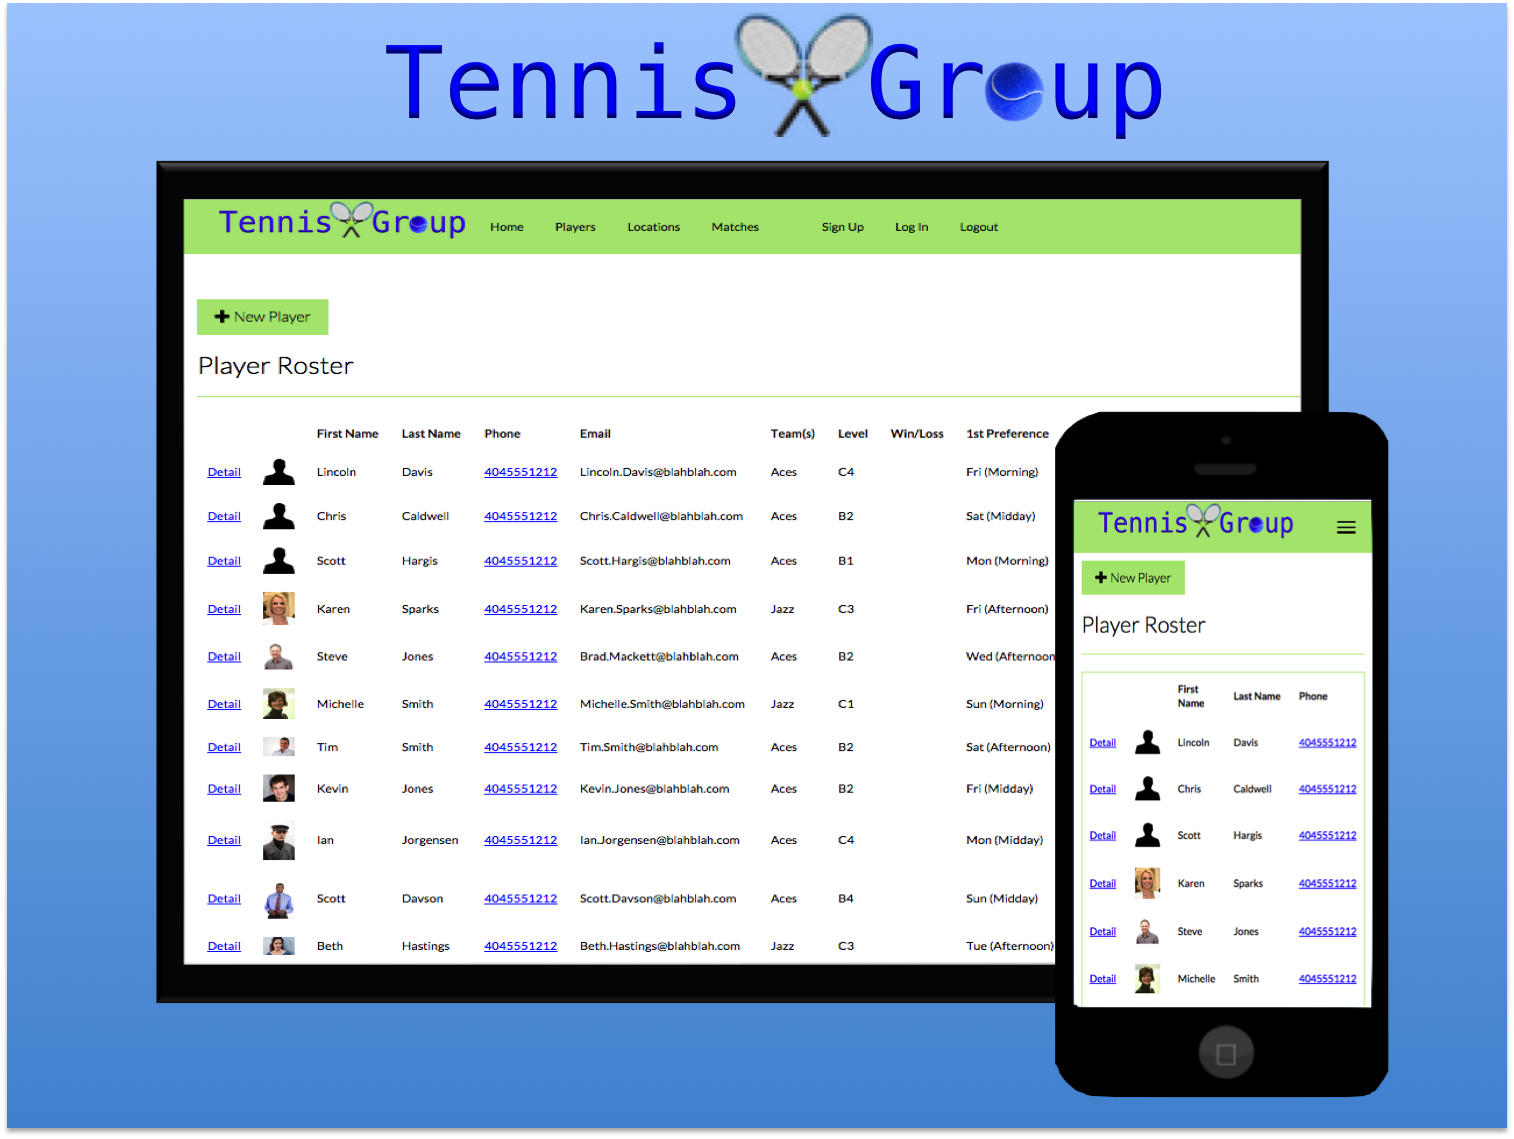 Tennis Group
Tennis Group Home Players Locations Matches Sign Up Log In Logout
New Player
Player Roster
First Name Last Name Phone Email Team(s) Level Win/Loss 1st Preference
Detail Lincoln Davis 4045551212 Lincoln.Davis@blahblah.com Aces C4 Fri (Morning)
Detail Chris Caldwell 4045551212 Chris.Caldwell@blahblah.com Aces B2 Sat (Midday)
Detail Scott Hargis 4045551212 Scott.Hargis@blahblah.com Aces B1 Mon (Morning)
Detail Karen Sparks 4045551212 Karen.Sparks@blahblah.com Jazz C3 Fri (Afternoon)
Detail Steve Jones 4045551212 Brad.Mackett@blahblah.com Aces B2 Wed (Afternoon
Detail Michelle Smith 4045551212 Michelle.Smith@blahblah.com Jazz C1 Sun (Morning)
Detail Tim Smith 4045551212 Tim.Smith@blahblah.com Aces B2 Sat (Afternoon)
Detail Kevin Jones 4045551212 Kevin.Jones@blahblah.com Aces B2 Fri (Midday)
Detail Ian Jorgensen 4045551212 Ian.Jorgensen@blahblah.com Aces C4 Mon (Midday)
Detail Scott Davson 4045551212 Scott.Davson@blahblah.com Aces B4 Sun (Midday)
Detail Beth Hastings 4045551212 Beth.Hastings@blahblah.com Jazz C3 Tue (Afternoon)
Tennis Group
New Player
Player Roster
First
Name Last Name Phone
Detail Lincoln Davis 4045551212
Detail Chris Caldwell 4045551212
Detail Scott Hargis 4045551212
Detail Karen Sparks 4045551212
Detail Steve Jones 4045551212
Detail Michelle Smith 4045551212